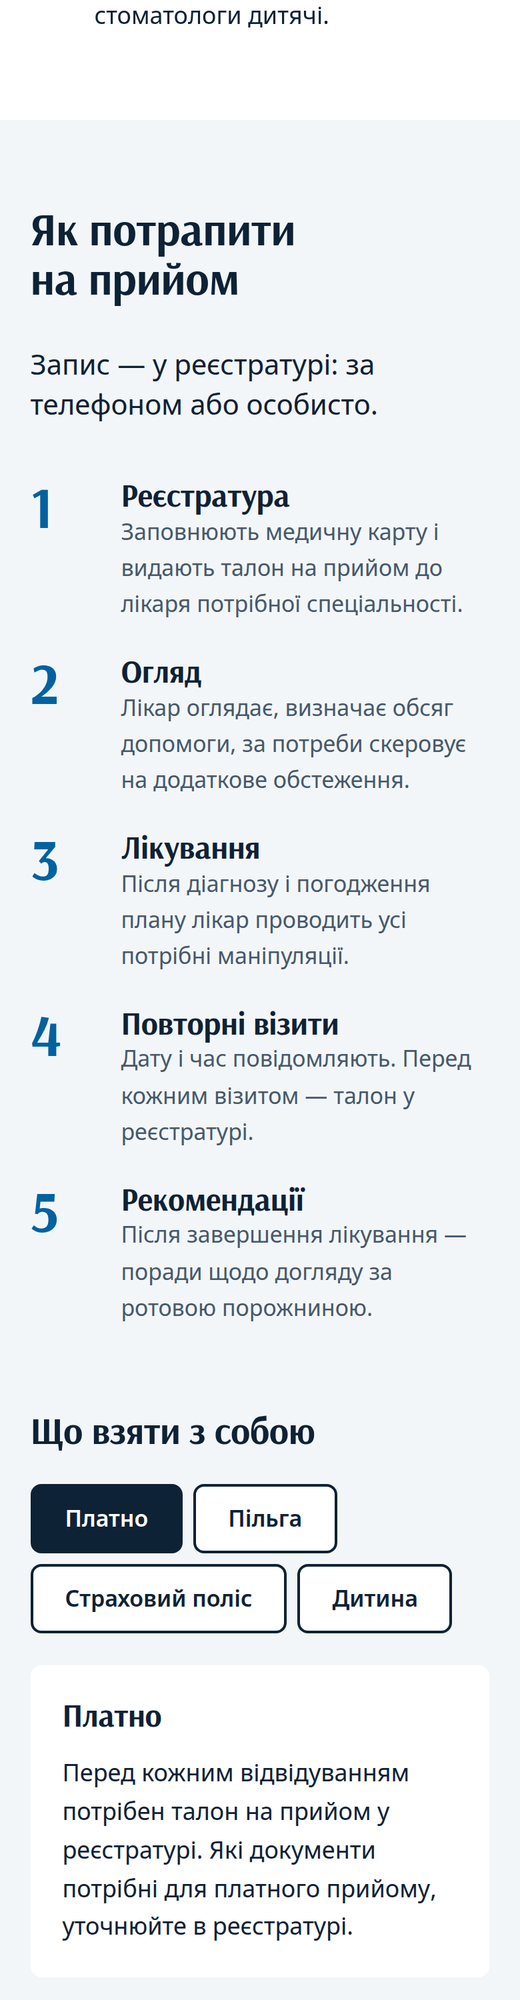 стоматологи дитячі.
Як потрапити
на прийом
Запис — у реєстратурі: за
телефоном або особисто.
1
Реєстратура
Заповнюють медичну карту і
видають талон на прийом до
лікаря потрібної спеціальності.
2
Огляд
Лікар оглядає, визначає обсяг
допомоги, за потреби скеровує
на додаткове обстеження.
3
Лікування
Після діагнозу і погодження
плану лікар проводить усі
потрібні маніпуляції.
4
Повторні візити
Дату і час повідомляють. Перед
кожним візитом — талон у
реєстратурі.
5
Рекомендації
Після завершення лікування —
поради щодо догляду за
ротовою порожниною.
Що взяти з собою
Платно Пільга
Страховий поліс Дитина
Платно
Перед кожним відвідуванням
потрібен талон на прийом у
реєстратурі. Які документи
потрібні для платного прийому,
уточнюйте в реєстратурі.